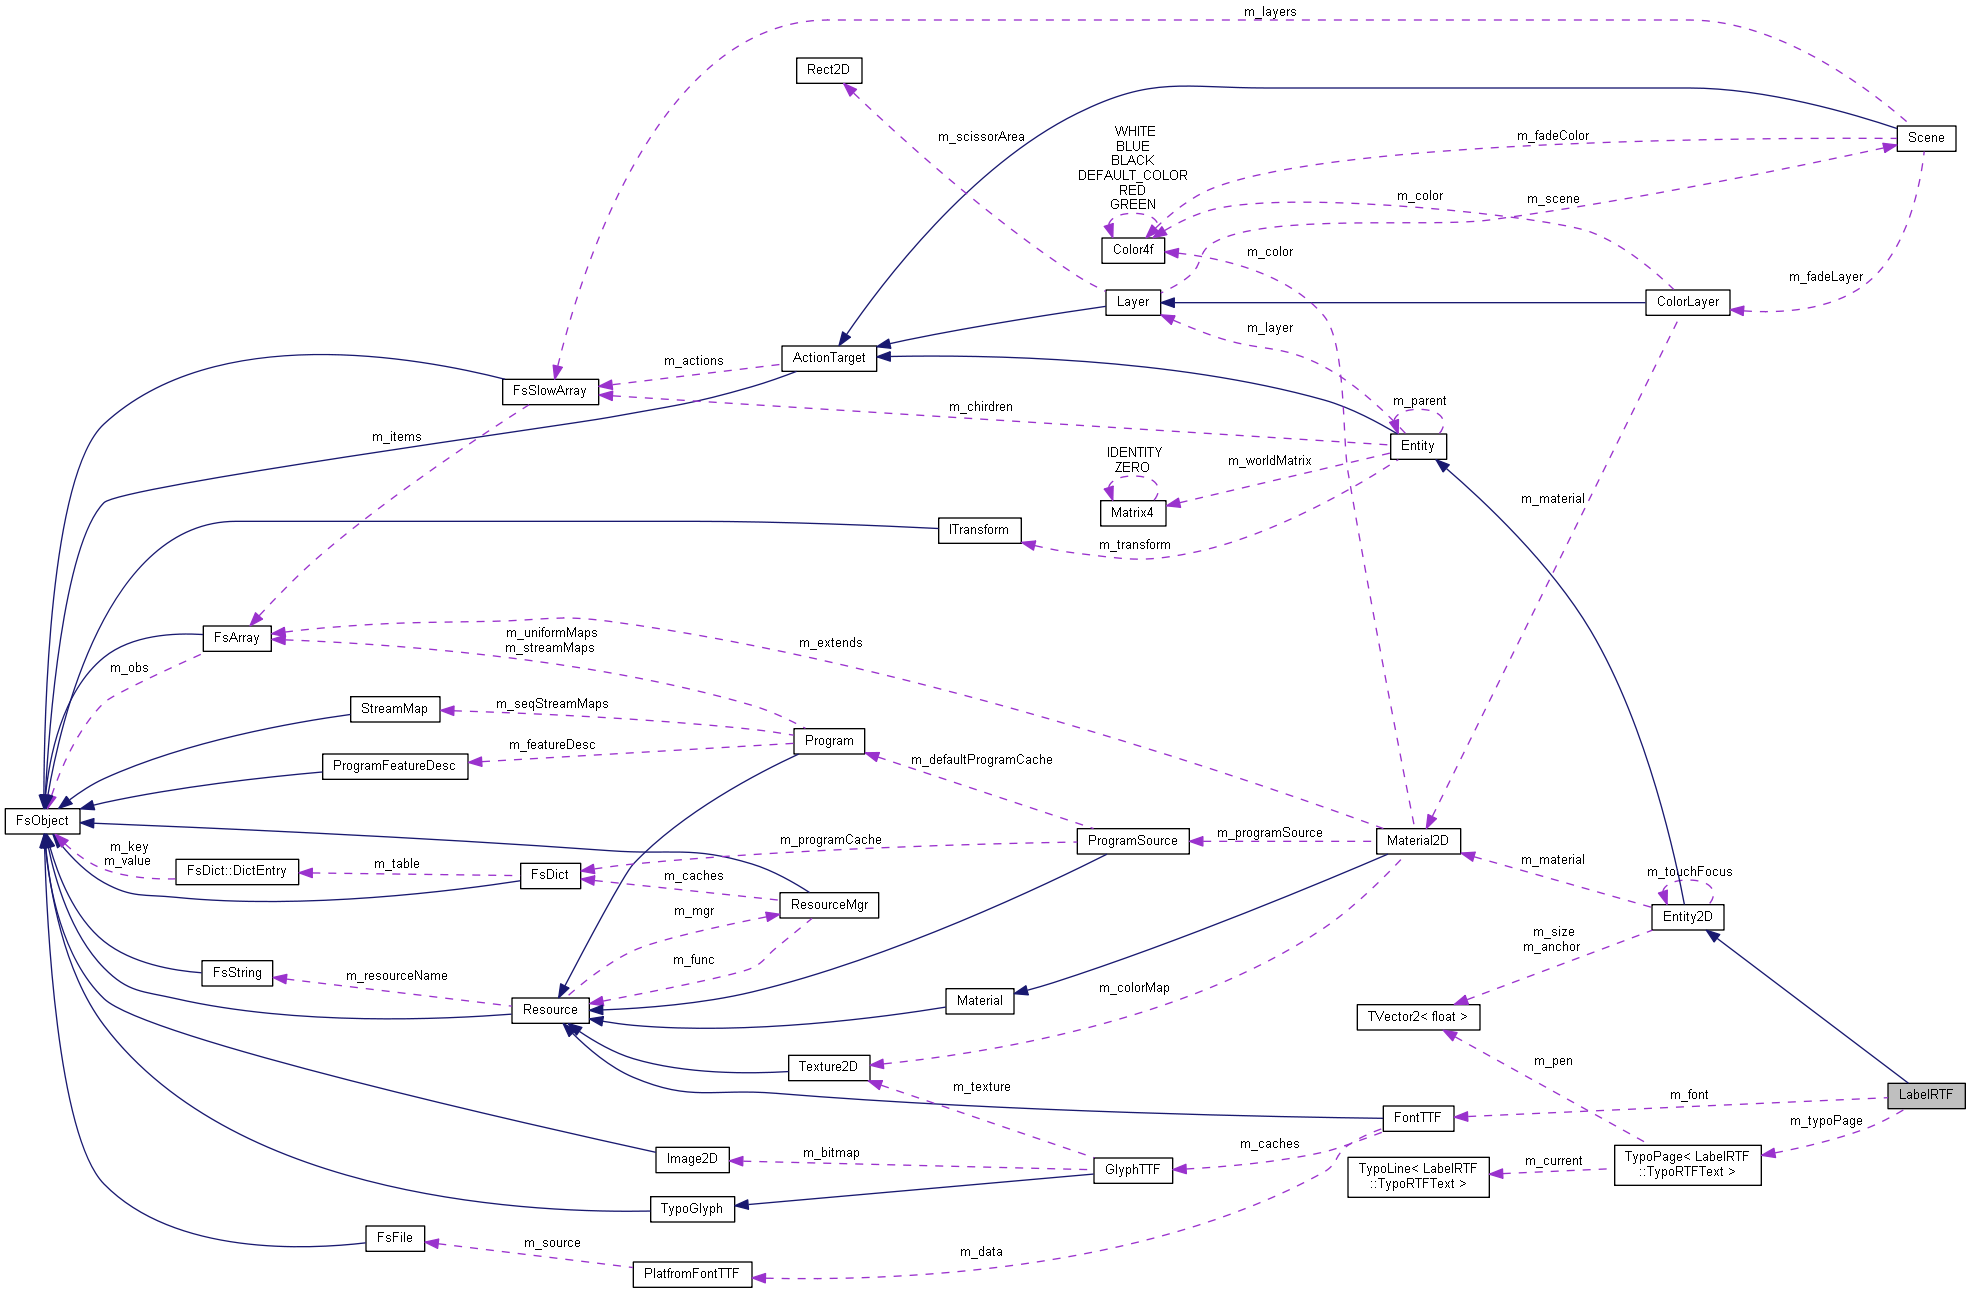 m_layers
Rect2D
m_scissorArea
WHITE
BLUE
BLACK
DEFAULT_COLOR
RED
GREEN
m_fadeColor
Scene
m_color
m_scene
Color4f
m_color
m_fadeLayer
Layer
ColorLayer
m_layer
ActionTarget
m_actions
FsSlowArray
m_chirdren
m_parent
m_items
Entity
IDENTITY
ZERO
m_worldMatrix
Matrix4
m_material
ITransform
m_transform
FsArray
m_uniformMaps
m_streamMaps
m_extends
m_obs
StreamMap
m_seqStreamMaps
Program
m_featureDesc
ProgramFeatureDesc
m_defaultProgramCache
FsObject
m_key
m_value
m_programCache
ProgramSource
m_programSource
Material2D
m_table
FsDict::DictEntry
FsDict
m_caches
m_material
m_touchFocus
ResourceMgr
m_mgr
Entity2D
m_size
m_anchor
m_func
FsString
m_resourceName
Resource
Material
m_colorMap
TVector2< float >
Texture2D
m_pen
m_texture
m_font
LabelRTF
FontTTF
m_typoPage
m_caches
Image2D
m_bitmap
GlyphTTF
TypoLine< LabelRTF
::TypoRTFText >
m_current
TypoPage< LabelRTF
::TypoRTFText >
TypoGlyph
FsFile
m_source
m_data
PlatfromFontTTF